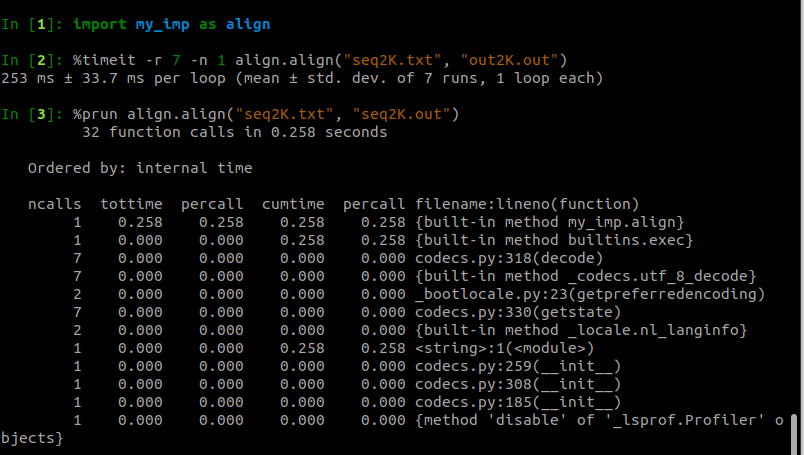 In [1]: import my_imp as align
In [2]: %timeit -r 7 -n 1 align.align("seq2K.txt", "out2K.out")
253 ms ± 33.7 ms per loop (mean ± std. dev. of 7 runs, 1 loop each)
In [3]: %prun align.align("seq2K.txt", "seq2K.out")
         32 function calls in 0.258 seconds
   Ordered by: internal time
   ncalls  tottime  percall  cumtime  percall filename:lineno(function)
        1    0.258    0.258    0.258    0.258 {built-in method my_imp.align}
        1    0.000    0.000    0.258    0.258 {built-in method builtins.exec}
        7    0.000    0.000    0.000    0.000 codecs.py:318(decode)
        7    0.000    0.000    0.000    0.000 {built-in method _codecs.utf_8_decode}
        2    0.000    0.000    0.000    0.000 _bootlocale.py:23(getpreferredencoding)
        7    0.000    0.000    0.000    0.000 codecs.py:330(getstate)
        2    0.000    0.000    0.000    0.000 {built-in method _locale.nl_langinfo}
        1    0.000    0.000    0.258    0.258 <string>:1(<module>)
        1    0.000    0.000    0.000    0.000 codecs.py:259(__init__)
        1    0.000    0.000    0.000    0.000 codecs.py:308(__init__)
        1    0.000    0.000    0.000    0.000 codecs.py:185(__init__)
        1    0.000    0.000    0.000    0.000 {method 'disable' of '_lsprof.Profiler' o
bjects}